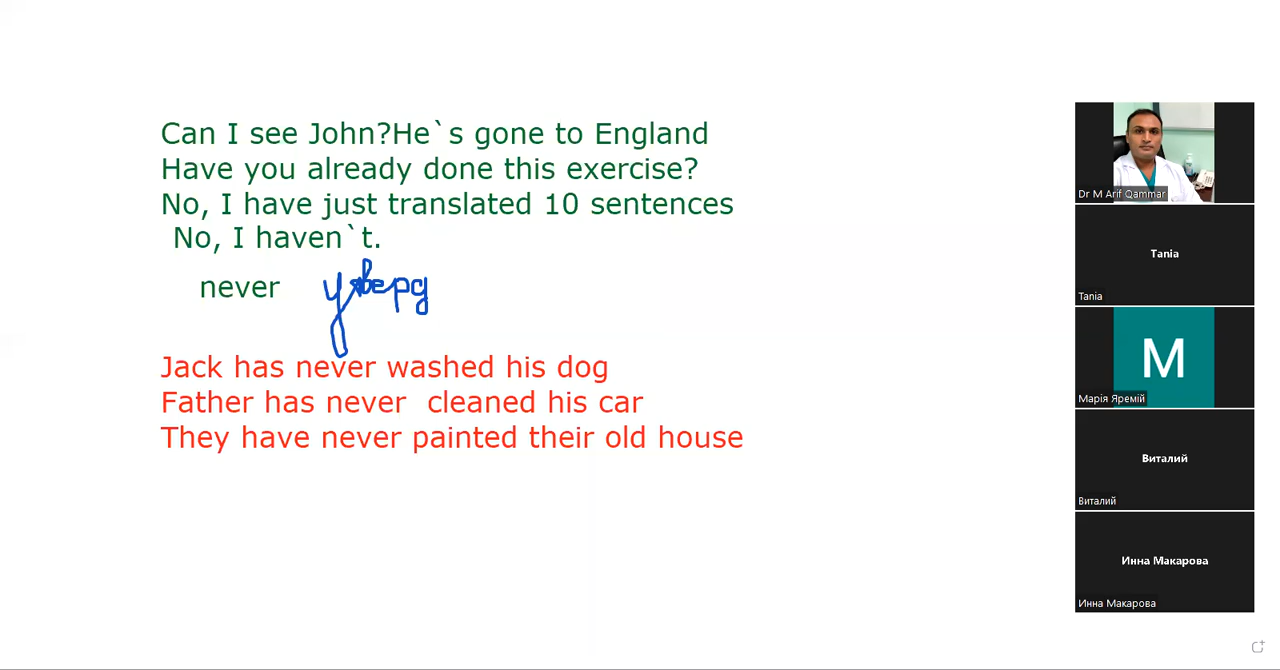 Can I see John?He`s gone to England
Have you already done this exercise?
No, I have just translated 10 sentences
No, I haven`t.
never утверд
Jack has never washed his dog
Father has never cleaned his car
They have never painted their old house
Dr M Arif Qammar
Tania
Tania
M
Марія Яремій
Виталий
Виталий
Инна Макарова
Инна Макарова